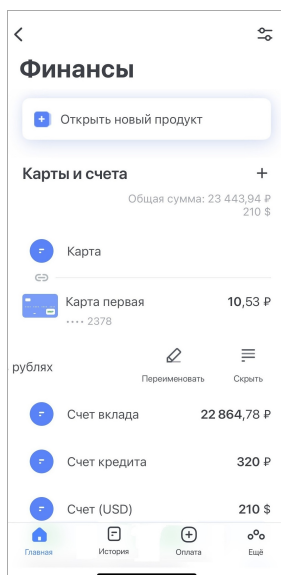 Финансы
Открыть новый продукт
Карты и счета
Общая сумма: 23 443,94 ₽
210 $
Карта
Карта первая 10,53 ₽
···· 2378
рублях
Переименовать Скрыть
Счет вклада 22 864,78 ₽
Счет кредита 320 ₽
Счет (USD) 210 $
Главная История Оплата Ещё